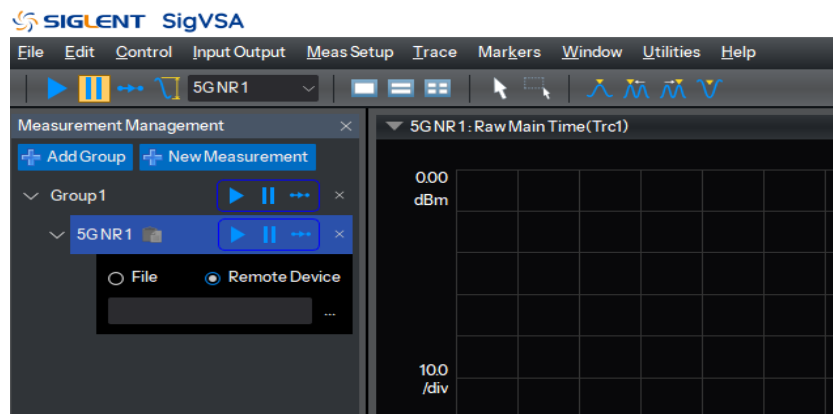 SIGLENT SigVSA
File Edit Control Input Output Meas Setup Trace Markers Window Utilities Help
5G NR 1
Measurement Management
5G NR 1: Raw Main Time(Trc1)
Add Group New Measurement
Group1
5G NR 1
File Remote Device
...
0.00
dBm
10.0
/div